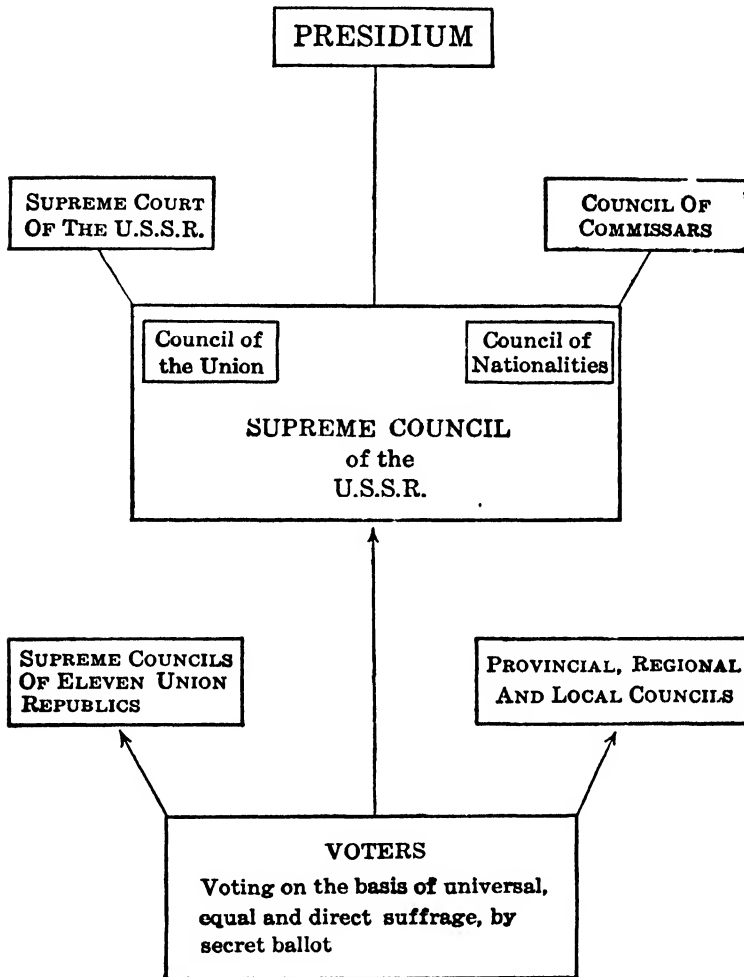 PRESIDIUM
SUPREME COURT
OF THE U.S.S.R.
COUNCIL OF
COMMISSARS
Council of
the Union
Council of
Nationalities
SUPREME COUNCIL
of the
U.S.S.R.
SUPREME COUNCILS
OF ELEVEN UNION
REPUBLICS
PROVINCIAL, REGIONAL
AND LOCAL COUNCILS
VOTERS
Voting on the basis of universal,
equal and direct suffrage, by
secret ballot